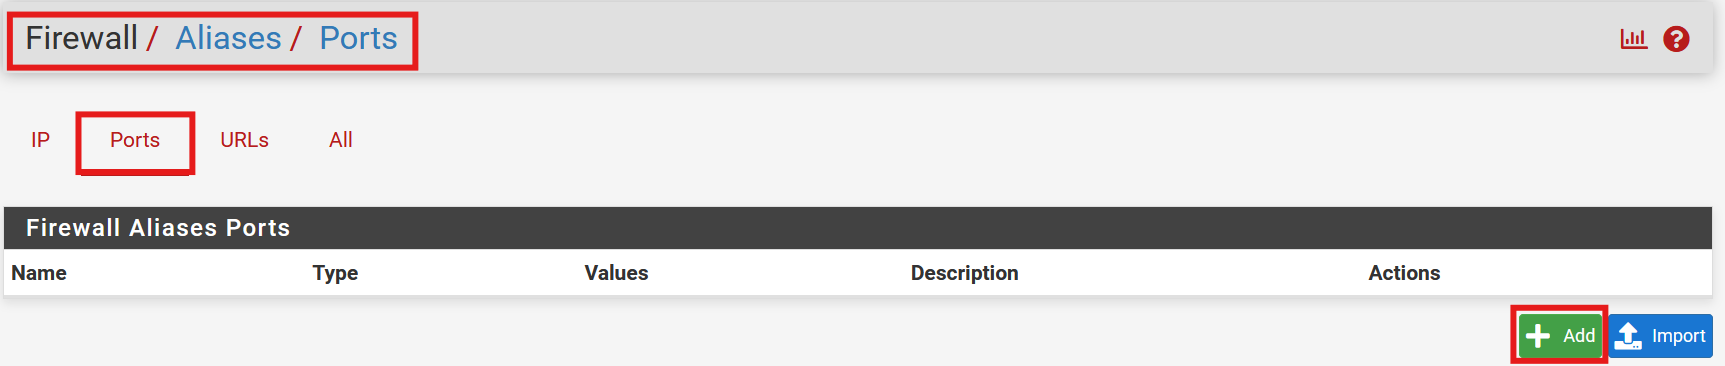 Firewall / Aliases / Ports
IP Ports URLs All
Firewall Aliases Ports
Name Type Values Description Actions
Add Import